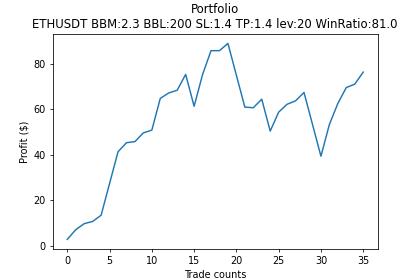 Portfolio
ETHUSDT BBM:2.3 BBL:200 SL:1.4 TP:1.4 lev:20 WinRatio:81.0
80
60
40
20
0
Profit ($)
0 5 10 15 20 25 30 35
Trade counts